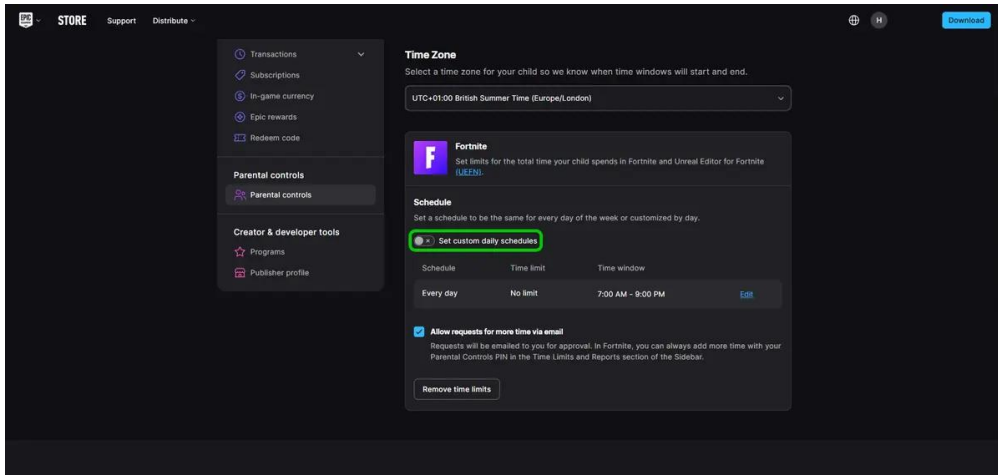 EPIC
GAMES
STORE
Support
Distribute
H
Download
Transactions
Subscriptions
In-game currency
Epic rewards
Redeem code
Parental controls
Parental controls
Creator & developer tools
Programs
Publisher profile
Time Zone
Select a time zone for your child so we know when time windows will start and end.
UTC+01:00 British Summer Time (Europe/London)
F
Fortnite
Set limits for the total time your child spends in Fortnite and Unreal Editor for Fortnite
(UEFN).
Schedule
Set a schedule to be the same for every day of the week or customized by day.
Set custom daily schedules
Schedule Time limit Time window
Every day No limit 7:00 AM - 9:00 PM Edit
Allow requests for more time via email
Requests will be emailed to you for approval. In Fortnite, you can always add more time with your
Parental Controls PIN in the Time Limits and Reports section of the Sidebar.
Remove time limits